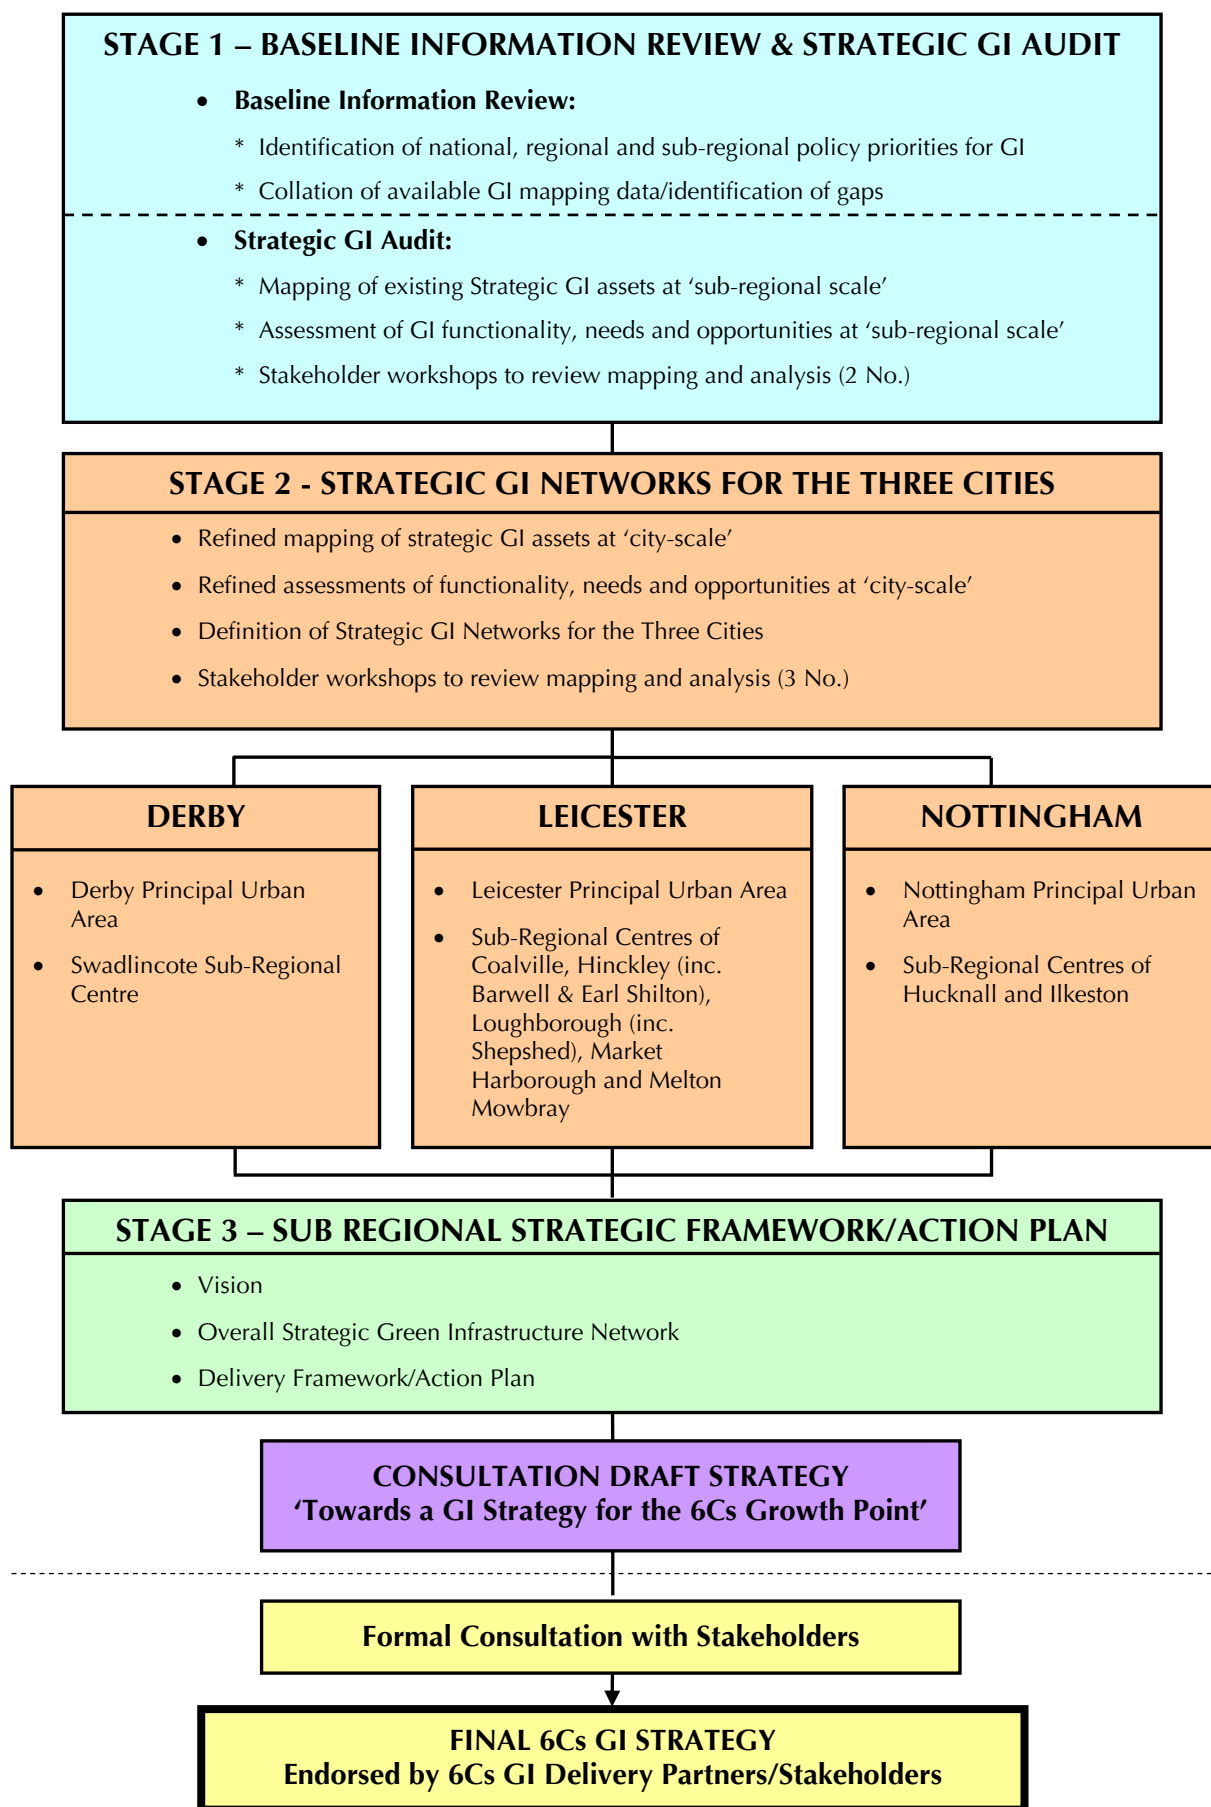 STAGE 1 – BASELINE INFORMATION REVIEW & STRATEGIC GI AUDIT
• Baseline Information Review:
* Identification of national, regional and sub-regional policy priorities for GI
* Collation of available GI mapping data/identification of gaps
• Strategic GI Audit:
* Mapping of existing Strategic GI assets at ‘sub-regional scale’
* Assessment of GI functionality, needs and opportunities at ‘sub-regional scale’
* Stakeholder workshops to review mapping and analysis (2 No.)
STAGE 2 - STRATEGIC GI NETWORKS FOR THE THREE CITIES
• Refined mapping of strategic GI assets at ‘city-scale’
• Refined assessments of functionality, needs and opportunities at ‘city-scale’
• Definition of Strategic GI Networks for the Three Cities
• Stakeholder workshops to review mapping and analysis (3 No.)
DERBY
• Derby Principal Urban
Area
• Swadlincote Sub-Regional
Centre
LEICESTER
• Leicester Principal Urban Area
• Sub-Regional Centres of
Coalville, Hinckley (inc.
Barwell & Earl Shilton),
Loughborough (inc.
Shepshed), Market
Harborough and Melton
Mowbray
NOTTINGHAM
• Nottingham Principal Urban
Area
• Sub-Regional Centres of
Hucknall and Ilkeston
STAGE 3 – SUB REGIONAL STRATEGIC FRAMEWORK/ACTION PLAN
• Vision
• Overall Strategic Green Infrastructure Network
• Delivery Framework/Action Plan
CONSULTATION DRAFT STRATEGY
‘Towards a GI Strategy for the 6Cs Growth Point’
Formal Consultation with Stakeholders
FINAL 6Cs GI STRATEGY
Endorsed by 6Cs GI Delivery Partners/Stakeholders